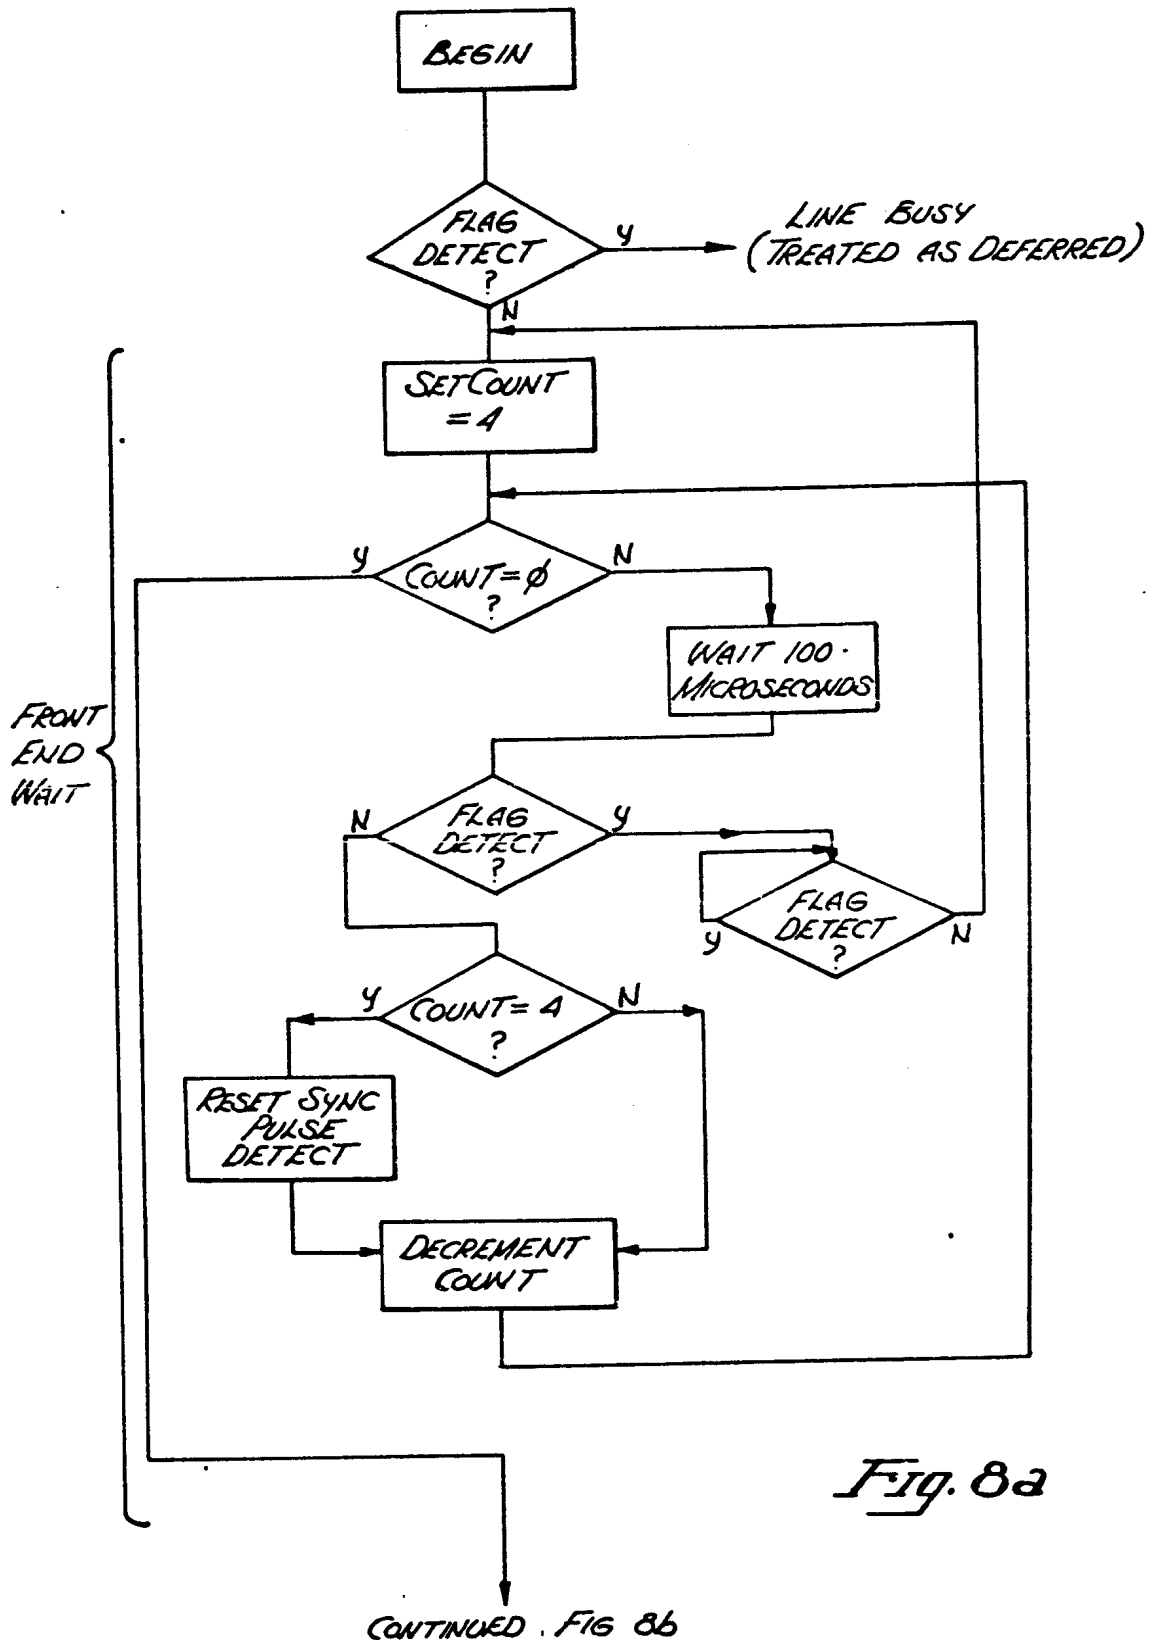 BEGIN
FLAG
DETECT
?
Y
LINE BUSY
(TREATED AS DEFERRED)
N
SET COUNT
= 4
Y
COUNT = φ
?
N
WAIT 100
MICROSECONDS
FRONT
END
WAIT
N
FLAG
DETECT
?
Y
FLAG
DETECT
?
Y
N
Y
COUNT = 4
?
N
RESET SYNC
PULSE
DETECT
DECREMENT
COUNT
Fig. 8a
CONTINUED . FIG 8b